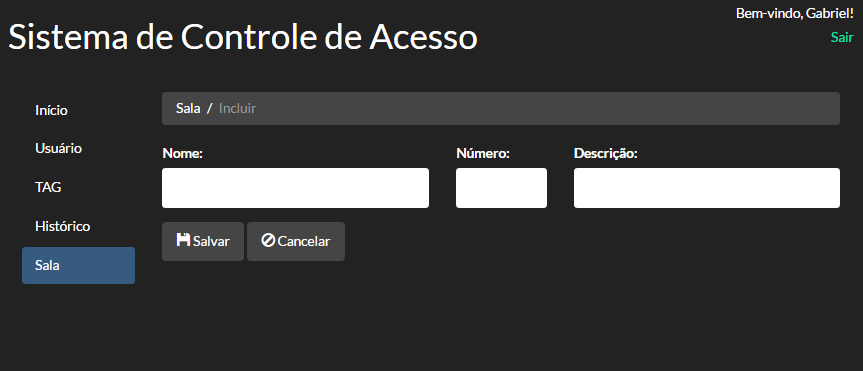 Bem-vindo, Gabriel!
Sistema de Controle de Acesso
Sair
Início
Usuário
TAG
Histórico
Sala
Sala / Incluir
Nome: Número: Descrição:
Salvar Cancelar